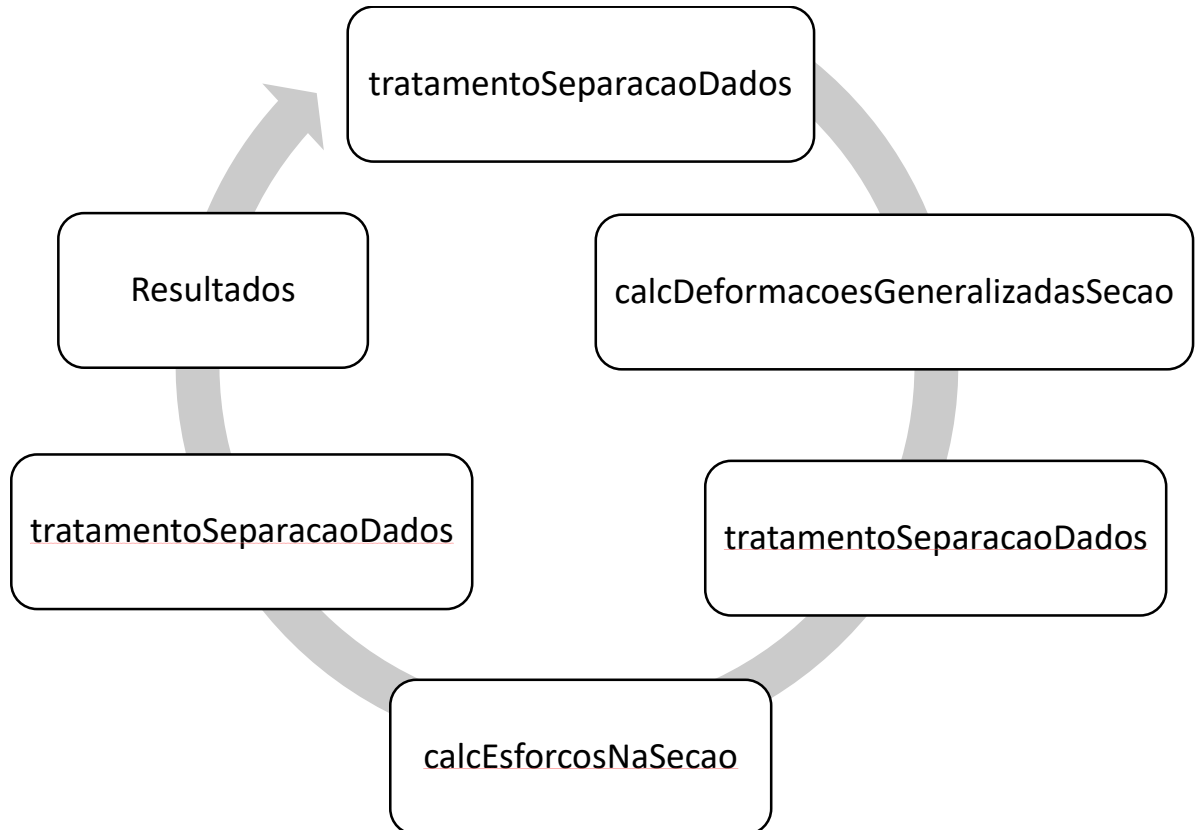 tratamentoSeparacaoDados
calcDeformacoesGeneralizadasSecao
tratamentoSeparacaoDados
calcEsforcosNaSecao
tratamentoSeparacaoDados
Resultados